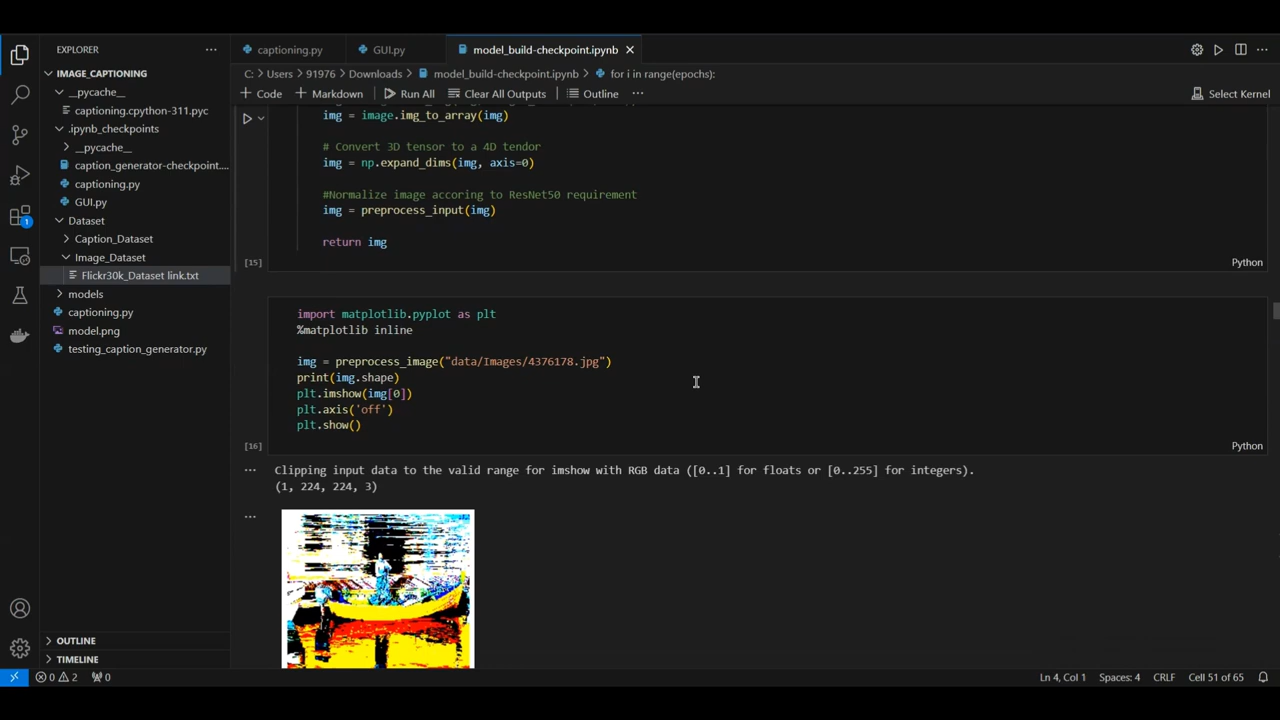 EXPLORER
IMAGE_CAPTIONING
__pycache__
captioning.cpython-311.pyc
.ipynb_checkpoints
__pycache__
caption_generator-checkpoint....
captioning.py
GUI.py
Dataset
Caption_Dataset
Image_Dataset
Flickr30k_Dataset link.txt
models
captioning.py
model.png
testing_caption_generator.py
OUTLINE
TIMELINE
captioning.py GUI.py model_build-checkpoint.ipynb
C: > Users > 91976 > Downloads > model_build-checkpoint.ipynb > for i in range(epochs):
+ Code + Markdown Run All Clear All Outputs Outline ... Select Kernel
img = image.img_to_array(img)
# Convert 3D tensor to a 4D tendor
img = np.expand_dims(img, axis=0)
#Normalize image accoring to ResNet50 requirement
img = preprocess_input(img)
return img
[15] Python
import matplotlib.pyplot as plt
%matplotlib inline
img = preprocess_image("data/Images/4376178.jpg")
print(img.shape)
plt.imshow(img[0])
plt.axis('off')
plt.show()
[16] Python
Clipping input data to the valid range for imshow with RGB data ([0..1] for floats or [0..255] for integers).
(1, 224, 224, 3)
1
0 2 0 Ln 4, Col 1 Spaces: 4 CRLF Cell 51 of 65